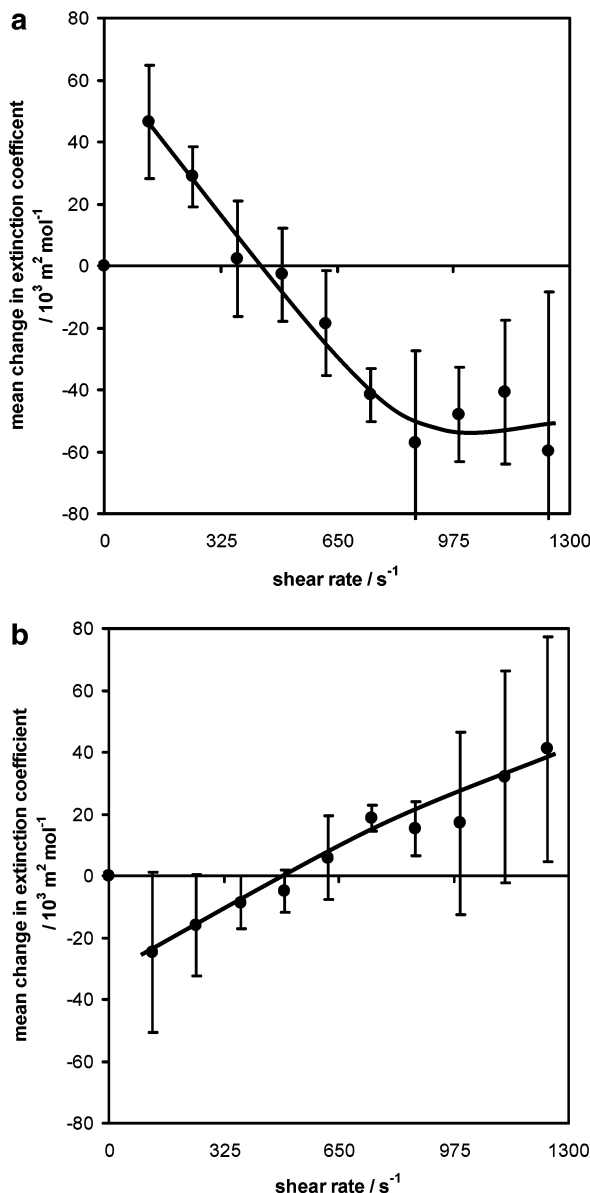 a
80
60
40
20
0
-20
-40
-60
-80
mean change in extinction coefficent
/ 10³ m² mol⁻¹
0 325 650 975 1300
shear rate / s⁻¹
b
80
60
40
20
0
-20
-40
-60
-80
mean change in extinction coefficient
/ 10³ m² mol⁻¹
0 325 650 975 1300
shear rate / s⁻¹